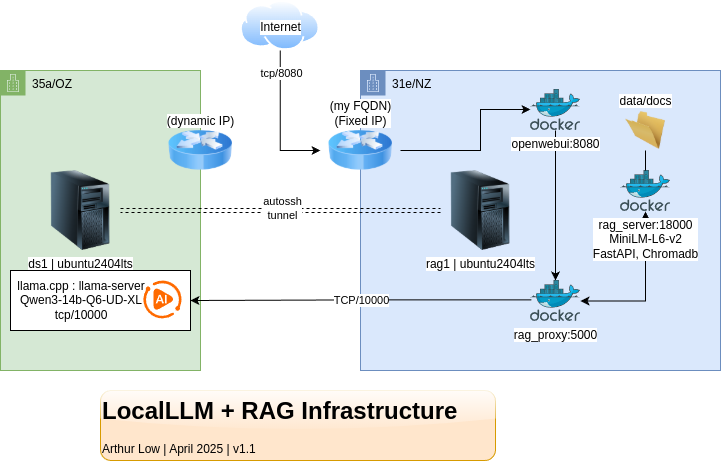 Internet
tcp/8080
35a/OZ
31e/NZ
(dynamic IP)
(my FQDN)
(Fixed IP)
docker
openwebui:8080
data/docs
docker
rag_server:18000
MiniLM-L6-v2
FastAPI, Chromadb
autossh
tunnel
ds1 | ubuntu2404lts
rag1 | ubuntu2404lts
llama.cpp : llama-server
Qwen3-14b-Q6-UD-XL
tcp/10000
AI
TCP/10000
docker
rag_proxy:5000
LocalLLM + RAG Infrastructure
Arthur Low | April 2025 | v1.1